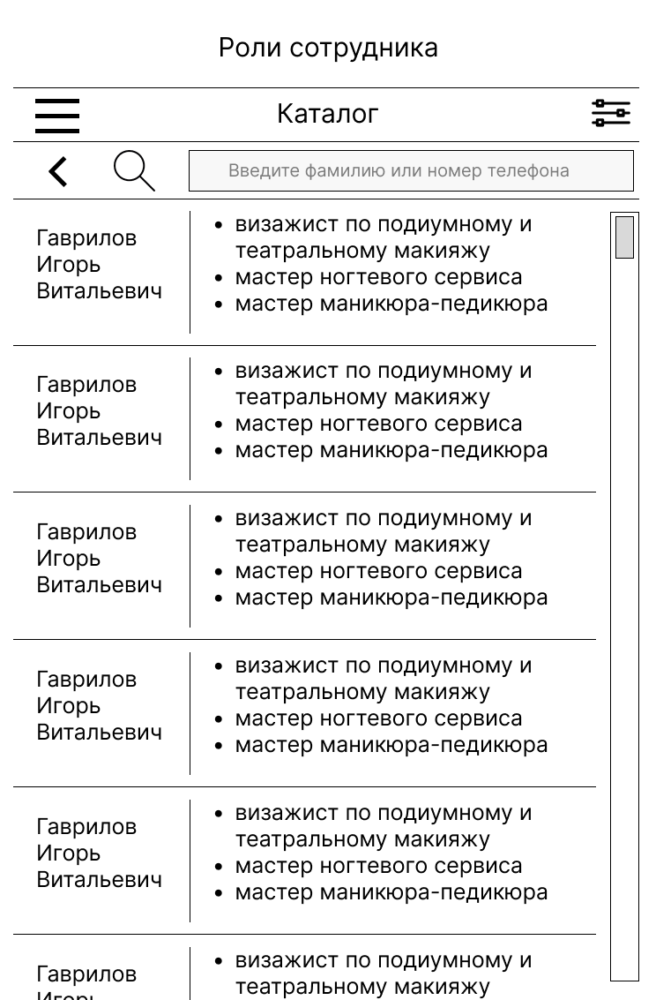 Роли сотрудника
Каталог
Введите фамилию или номер телефона
Гаврилов
Игорь
Витальевич
• визажист по подиумному и
театральному макияжу
• мастер ногтевого сервиса
• мастер маникюра-педикюра
Гаврилов
Игорь
Витальевич
• визажист по подиумному и
театральному макияжу
• мастер ногтевого сервиса
• мастер маникюра-педикюра
Гаврилов
Игорь
Витальевич
• визажист по подиумному и
театральному макияжу
• мастер ногтевого сервиса
• мастер маникюра-педикюра
Гаврилов
Игорь
Витальевич
• визажист по подиумному и
театральному макияжу
• мастер ногтевого сервиса
• мастер маникюра-педикюра
Гаврилов
Игорь
Витальевич
• визажист по подиумному и
театральному макияжу
• мастер ногтевого сервиса
• мастер маникюра-педикюра
Гаврилов
Игорь
• визажист по подиумному и
театральному макияжу